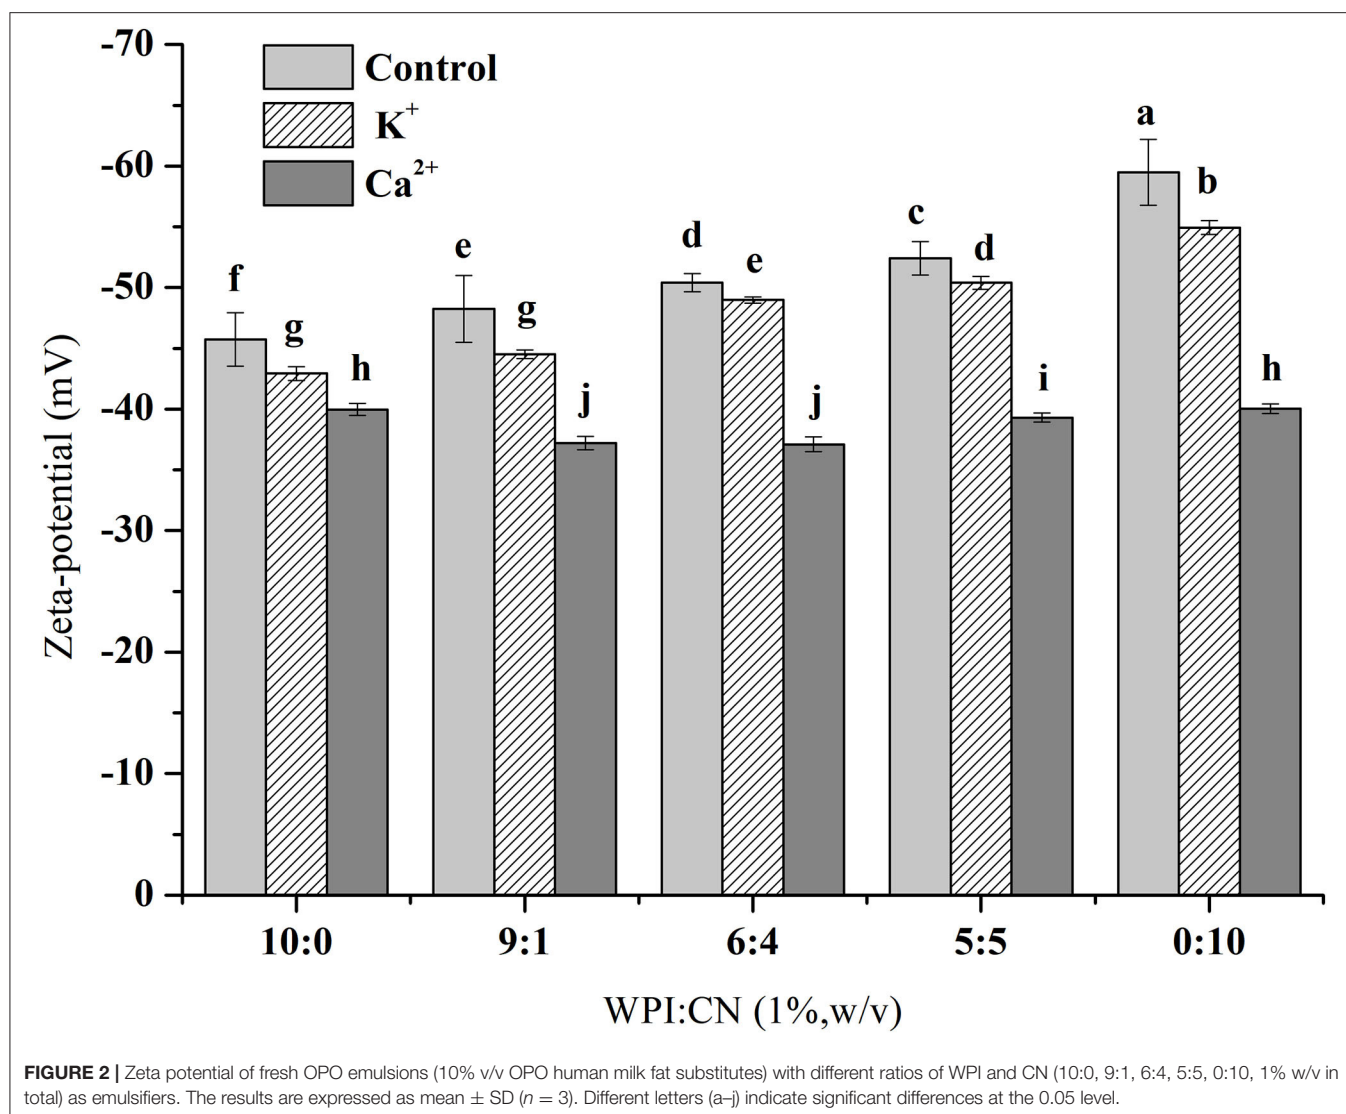 -70
-60
-50
-40
-30
-20
-10
0
Zeta-potential (mV)
Control
K⁺
Ca²⁺
f
g
h
e
g
j
d
e
j
c
d
i
a
b
h
10:0
9:1
6:4
5:5
0:10
WPI:CN (1%,w/v)
FIGURE 2 | Zeta potential of fresh OPO emulsions (10% v/v OPO human milk fat substitutes) with different ratios of WPI and CN (10:0, 9:1, 6:4, 5:5, 0:10, 1% w/v in
total) as emulsifiers. The results are expressed as mean ± SD (n = 3). Different letters (a–j) indicate significant differences at the 0.05 level.